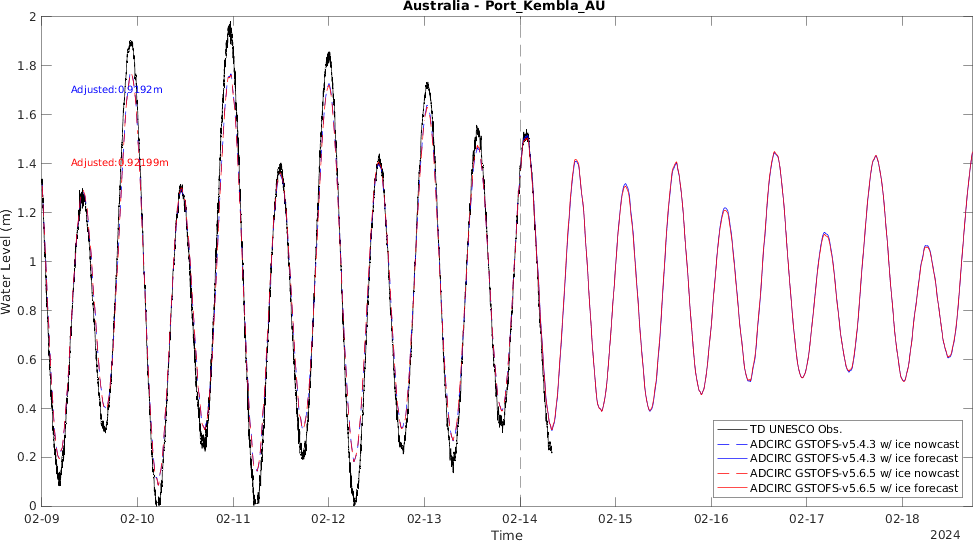 Australia - Port_Kembla_AU
2
1.8
1.6
1.4
1.2
1
0.8
0.6
0.4
0.2
0
Water Level (m)
Adjusted:0.9192m
Adjusted:0.92199m
TD UNESCO Obs.
ADCIRC GSTOFS-v5.4.3 w/ ice nowcast
ADCIRC GSTOFS-v5.4.3 w/ ice forecast
ADCIRC GSTOFS-v5.6.5 w/ ice nowcast
ADCIRC GSTOFS-v5.6.5 w/ ice forecast
02-09 02-10 02-11 02-12 02-13 02-14 02-15 02-16 02-17 02-18
Time
2024